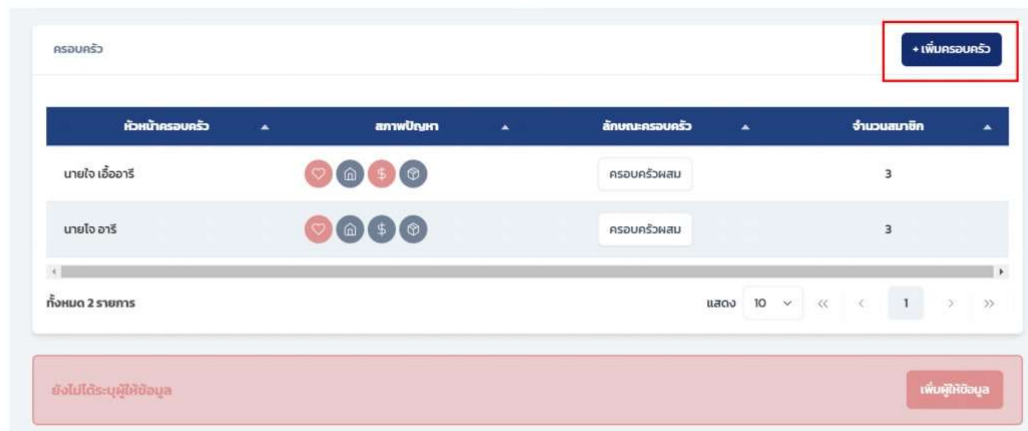 ครอบครัว
+ เพิ่มครอบครัว
หัวหน้าครอบครัว สภาพปัญหา ลักษณะครอบครัว จำนวนสมาชิก
นายใจ เอื้ออารี ครอบครัวผสม 3
นายโจ อารี ครอบครัวผสม 3
ทั้งหมด 2 รายการ แสดง 10 << < 1 > >>
ยังไม่ได้ระบุผู้ให้ข้อมูล เพิ่มผู้ให้ข้อมูล